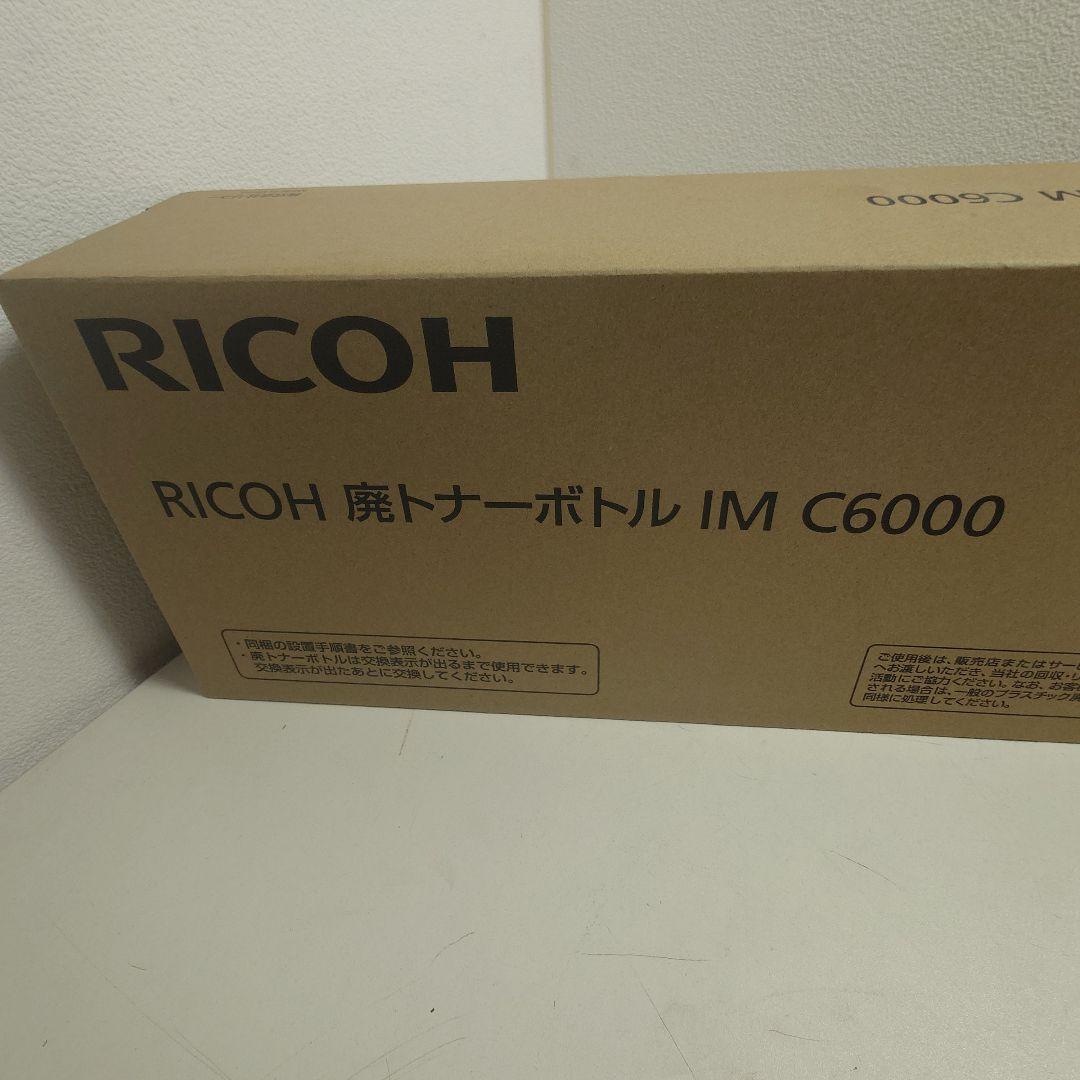 M C6000
RICOH
RICOH 廃トナーボトル IM C6000
・同梱の設置手順書をご参照ください。
・廃トナーボトルは交換表示が出るまで使用できます。
交換表示が出たあとに交換してください。
ご使用後は、販売店またはサー
へお渡しいただき、当社の回収・
活動にご協力ください。なお、お客
される場合は、一般のプラスチック
同様に処理してください。